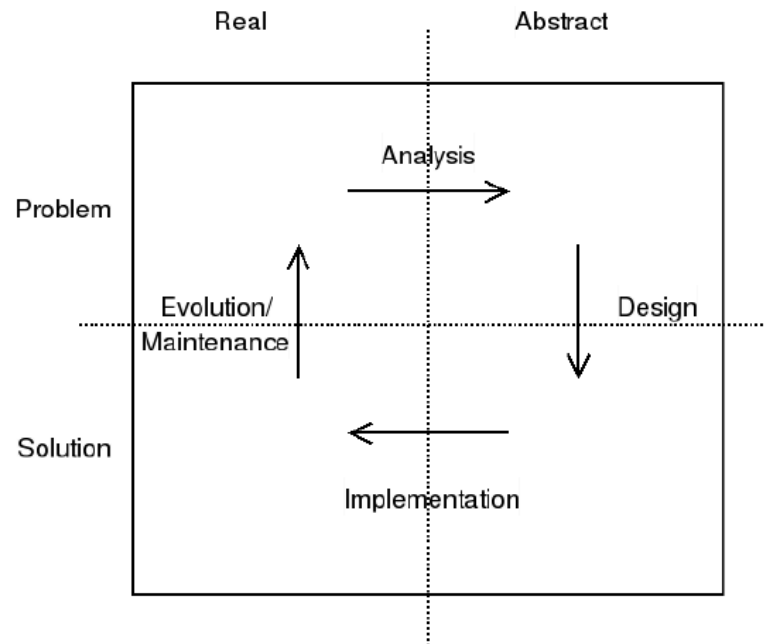 Real
Abstract
Analysis
Problem
Evolution/
Maintenance
Design
Solution
Implementation